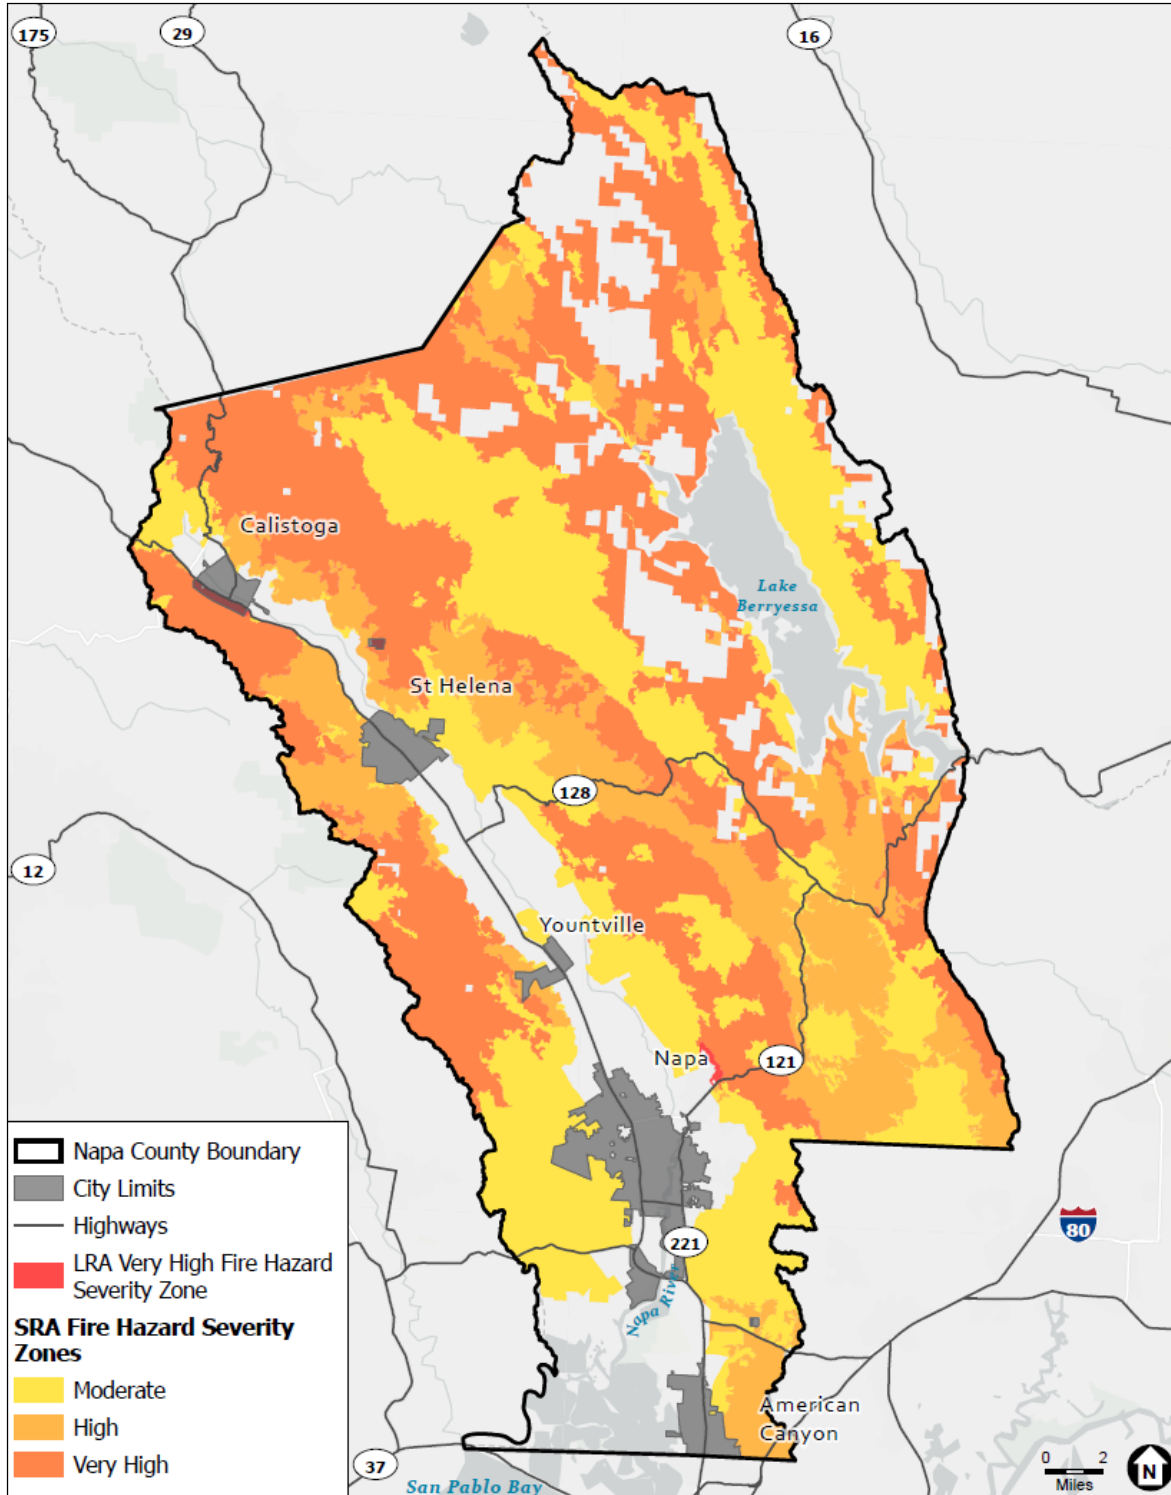 175
29
16
Calistoga
Lake
Berryessa
St Helena
128
12
Yountville
Napa
121
80
221
Napa River
American
Canyon
37
San Pablo Bay
Napa County Boundary
City Limits
Highways
LRA Very High Fire Hazard
Severity Zone
SRA Fire Hazard Severity
Zones
Moderate
High
Very High
0 2
Miles
N